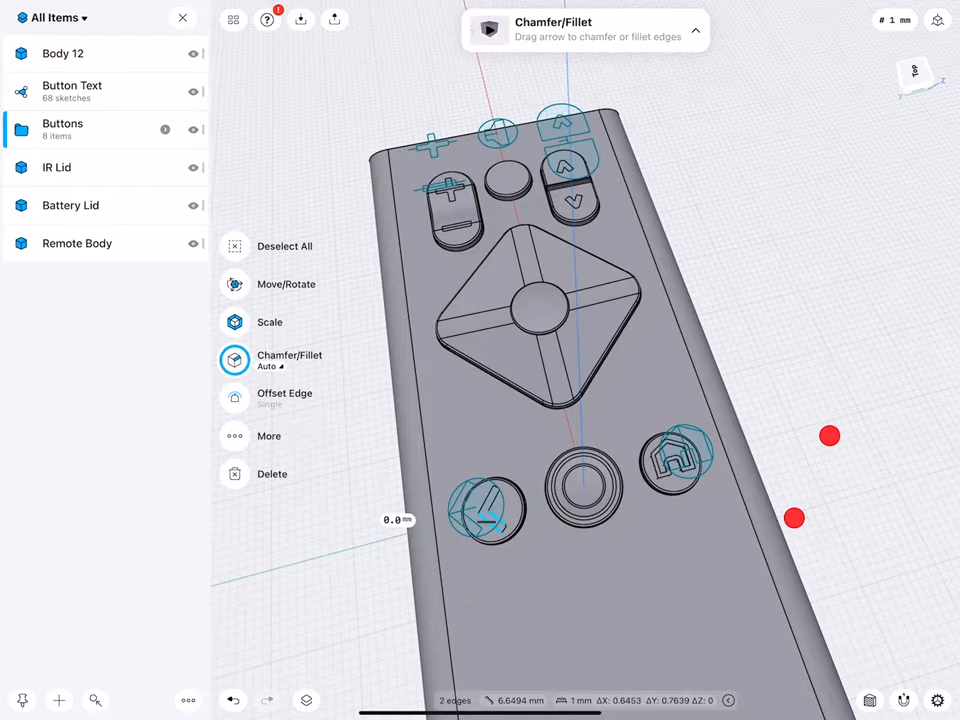 All Items
Body 12
Button Text
68 sketches
Buttons
8 items
IR Lid
Battery Lid
Remote Body
?
!
Chamfer/Fillet
Drag arrow to chamfer or fillet edges
# 1 mm
Top
Z
Y
Deselect All
Move/Rotate
Scale
Chamfer/Fillet
Auto
Offset Edge
Single
More
Delete
0.0 mm
2 edges 6.6494 mm 1 mm ΔX: 0.6453 ΔY: 0.7639 ΔZ: 0